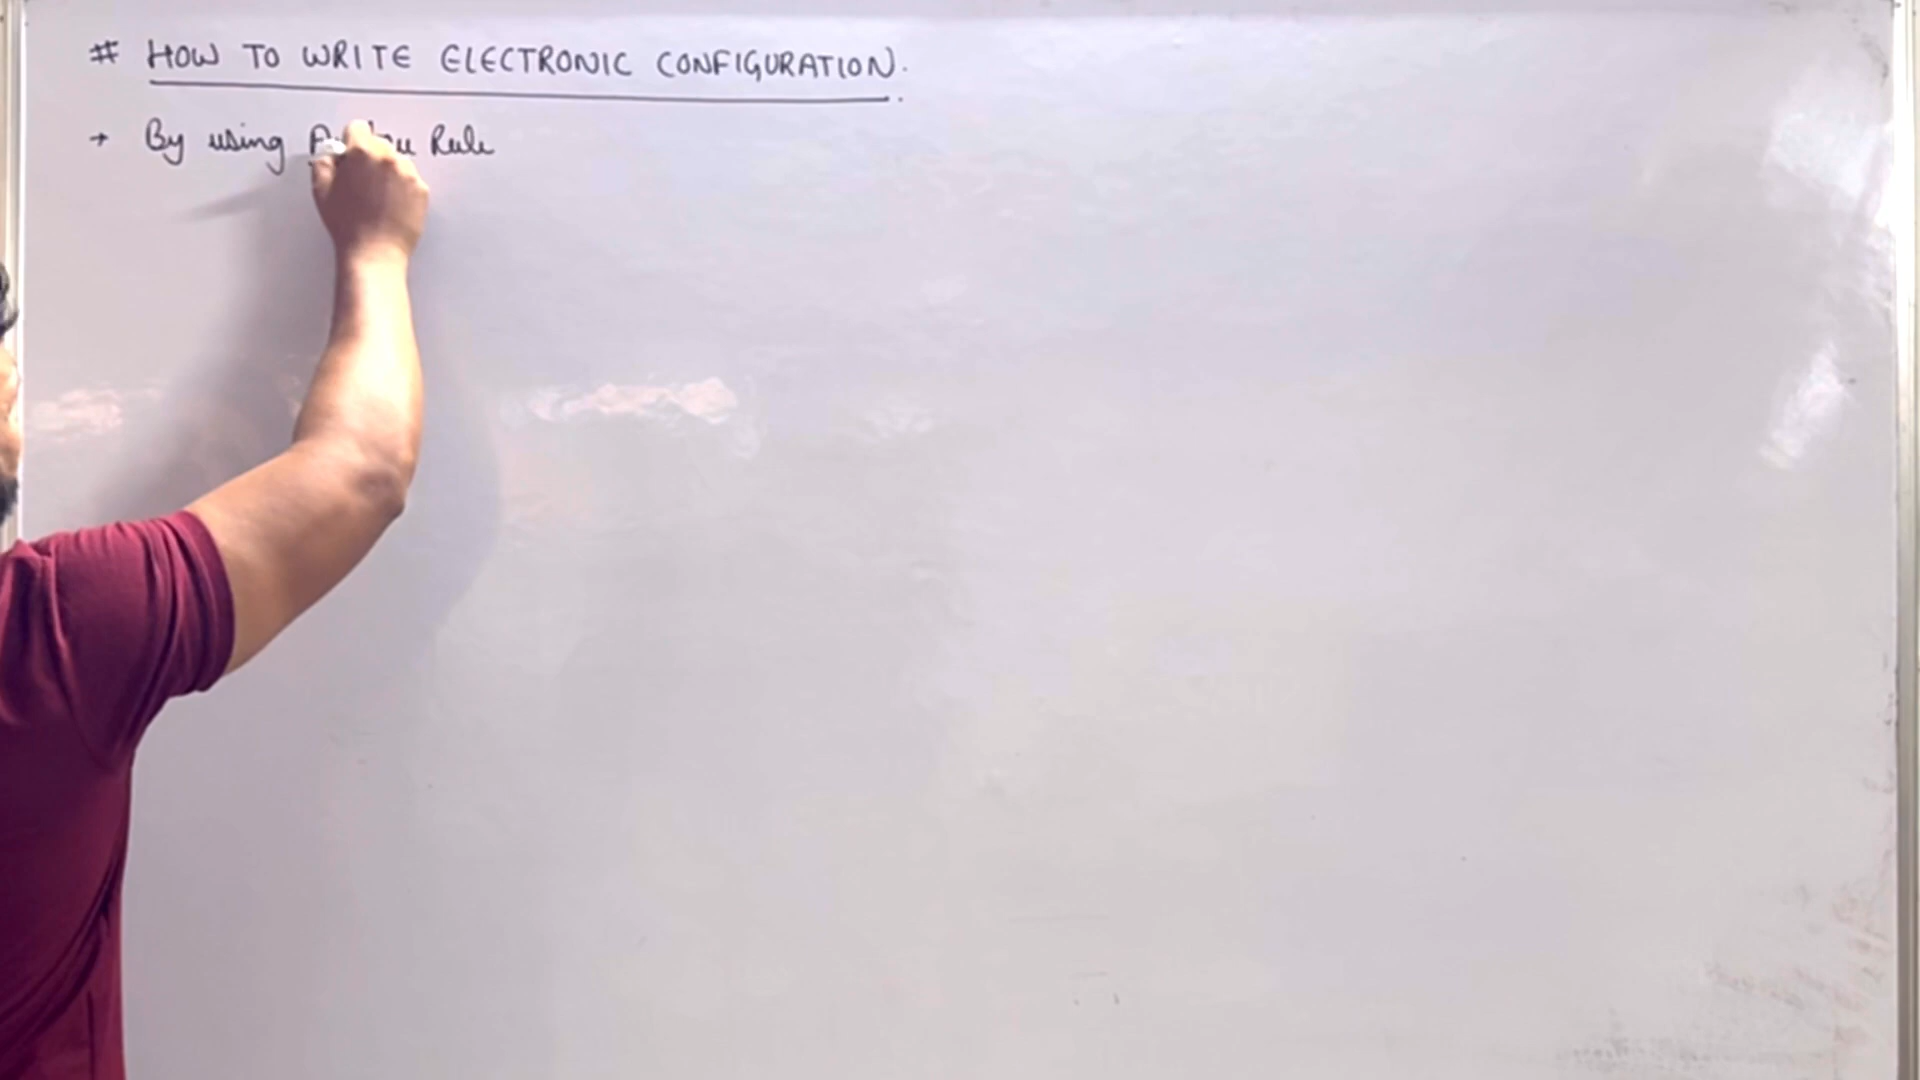 # HOW TO WRITE ELECTRONIC CONFIGURATION.
→ By using Rule